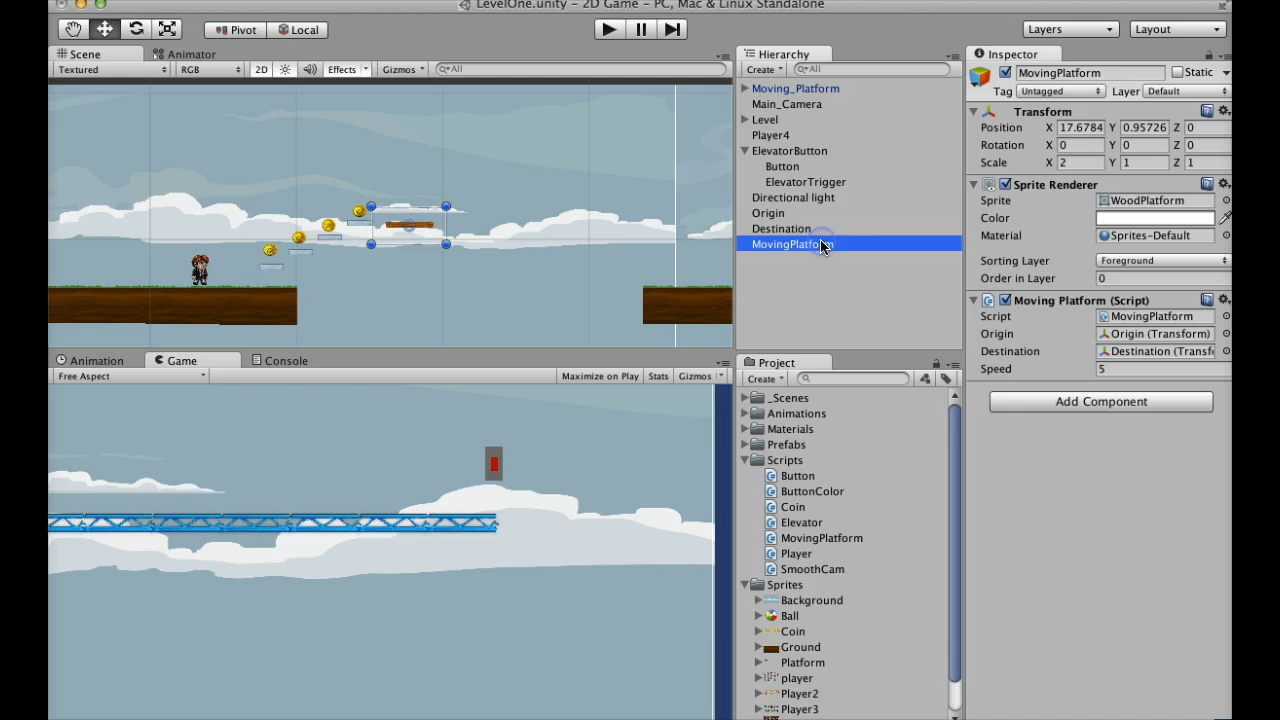 LevelOne.unity - 2D Game - PC, Mac & Linux Standalone
Pivot Local Layers Layout
Scene Animator
Textured RGB 2D Effects Gizmos All
Animation Game Console
Free Aspect Maximize on Play Stats Gizmos
Hierarchy
Create All
Moving_Platform
Main_Camera
Level
Player4
ElevatorButton
Button
ElevatorTrigger
Directional light
Origin
Destination
MovingPlatform
Project
Create
_Scenes
Animations
Materials
Prefabs
Scripts
Button
ButtonColor
Coin
Elevator
MovingPlatform
Player
SmoothCam
Sprites
Background
Ball
Coin
Ground
Platform
player
Player2
Player3
Inspector
MovingPlatform Static
Tag Untagged Layer Default
Transform
Position X 17.6784 Y 0.95726 Z 0
Rotation X 0 Y 0 Z 0
Scale X 2 Y 1 Z 1
Sprite Renderer
Sprite WoodPlatform
Color
Material Sprites-Default
Sorting Layer Foreground
Order in Layer 0
Moving Platform (Script)
Script MovingPlatform
Origin Origin (Transform)
Destination Destination (Transf
Speed 5
Add Component